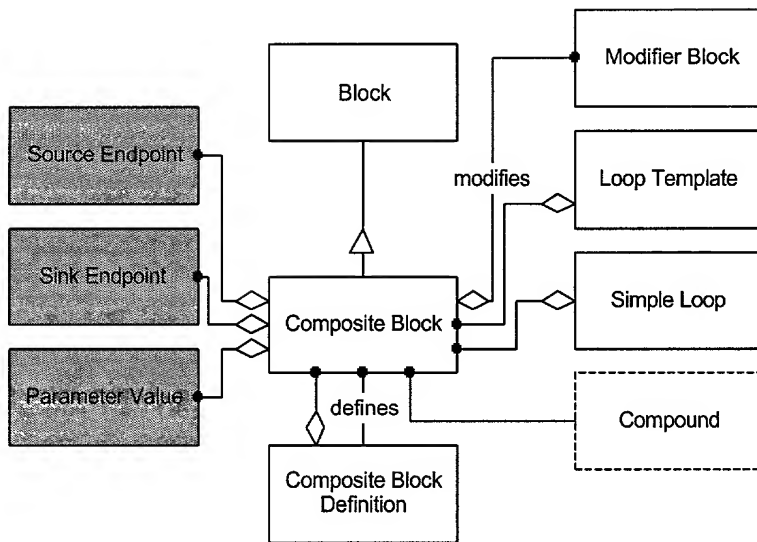 Modifier Block
Block
Source Endpoint
modifies
Loop Template
Sink Endpoint
Composite Block
Simple Loop
Parameter Value
defines
Compound
Composite Block
Definition